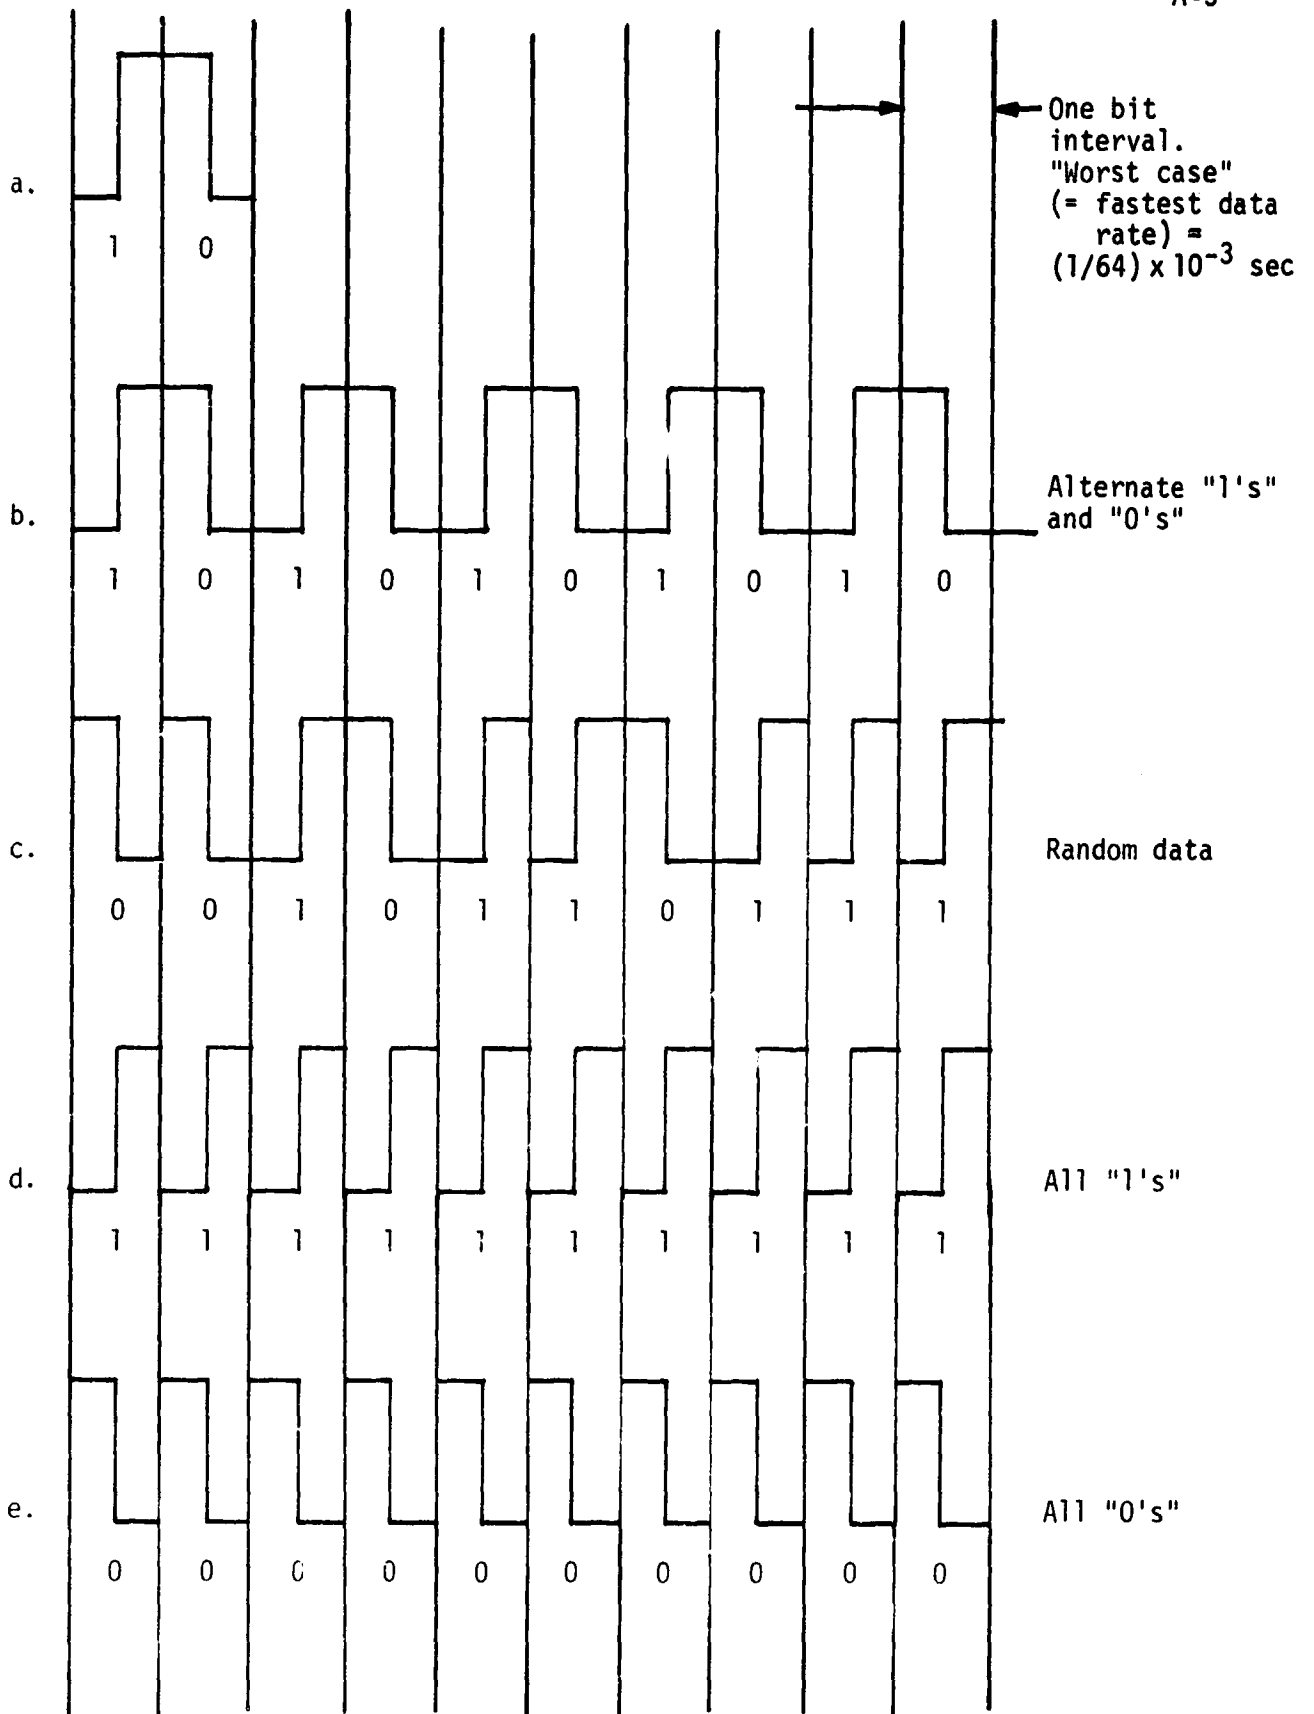 One bit
interval.
"Worst case"
(= fastest data
rate) =
(1/64) x 10⁻³ sec
a.
1 0
b.
Alternate "1's"
and "0's"
1 0 1 0 1 0 1 0 1 0
c.
Random data
0 0 1 0 1 1 0 1 1 1
d.
All "1's"
1 1 1 1 1 1 1 1 1 1
e.
All "0's"
0 0 0 0 0 0 0 0 0 0